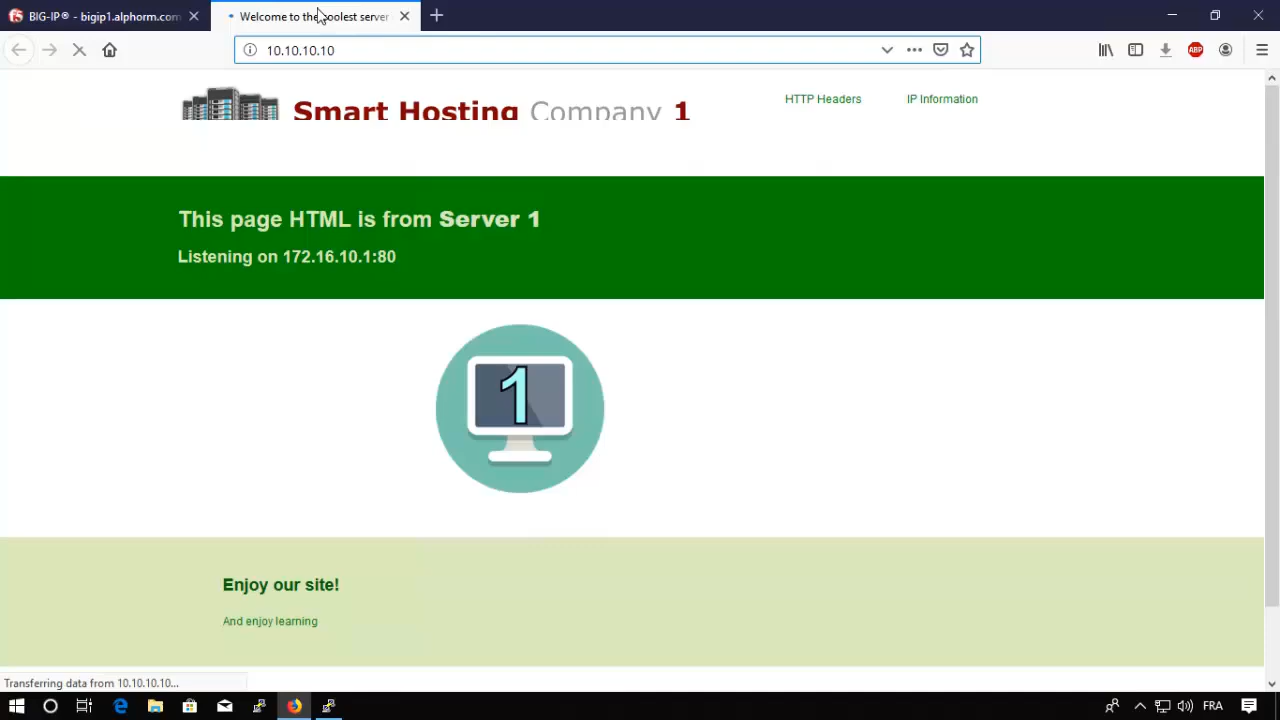 BIG-IP® - bigip1.alphorm.com
Welcome to the coolest server
10.10.10.10
ABP
Smart Hosting Company 1
HTTP Headers
IP Information
This page HTML is from Server 1
Listening on 172.16.10.1:80
1
Enjoy our site!
And enjoy learning
Transferring data from 10.10.10.10...
FRA